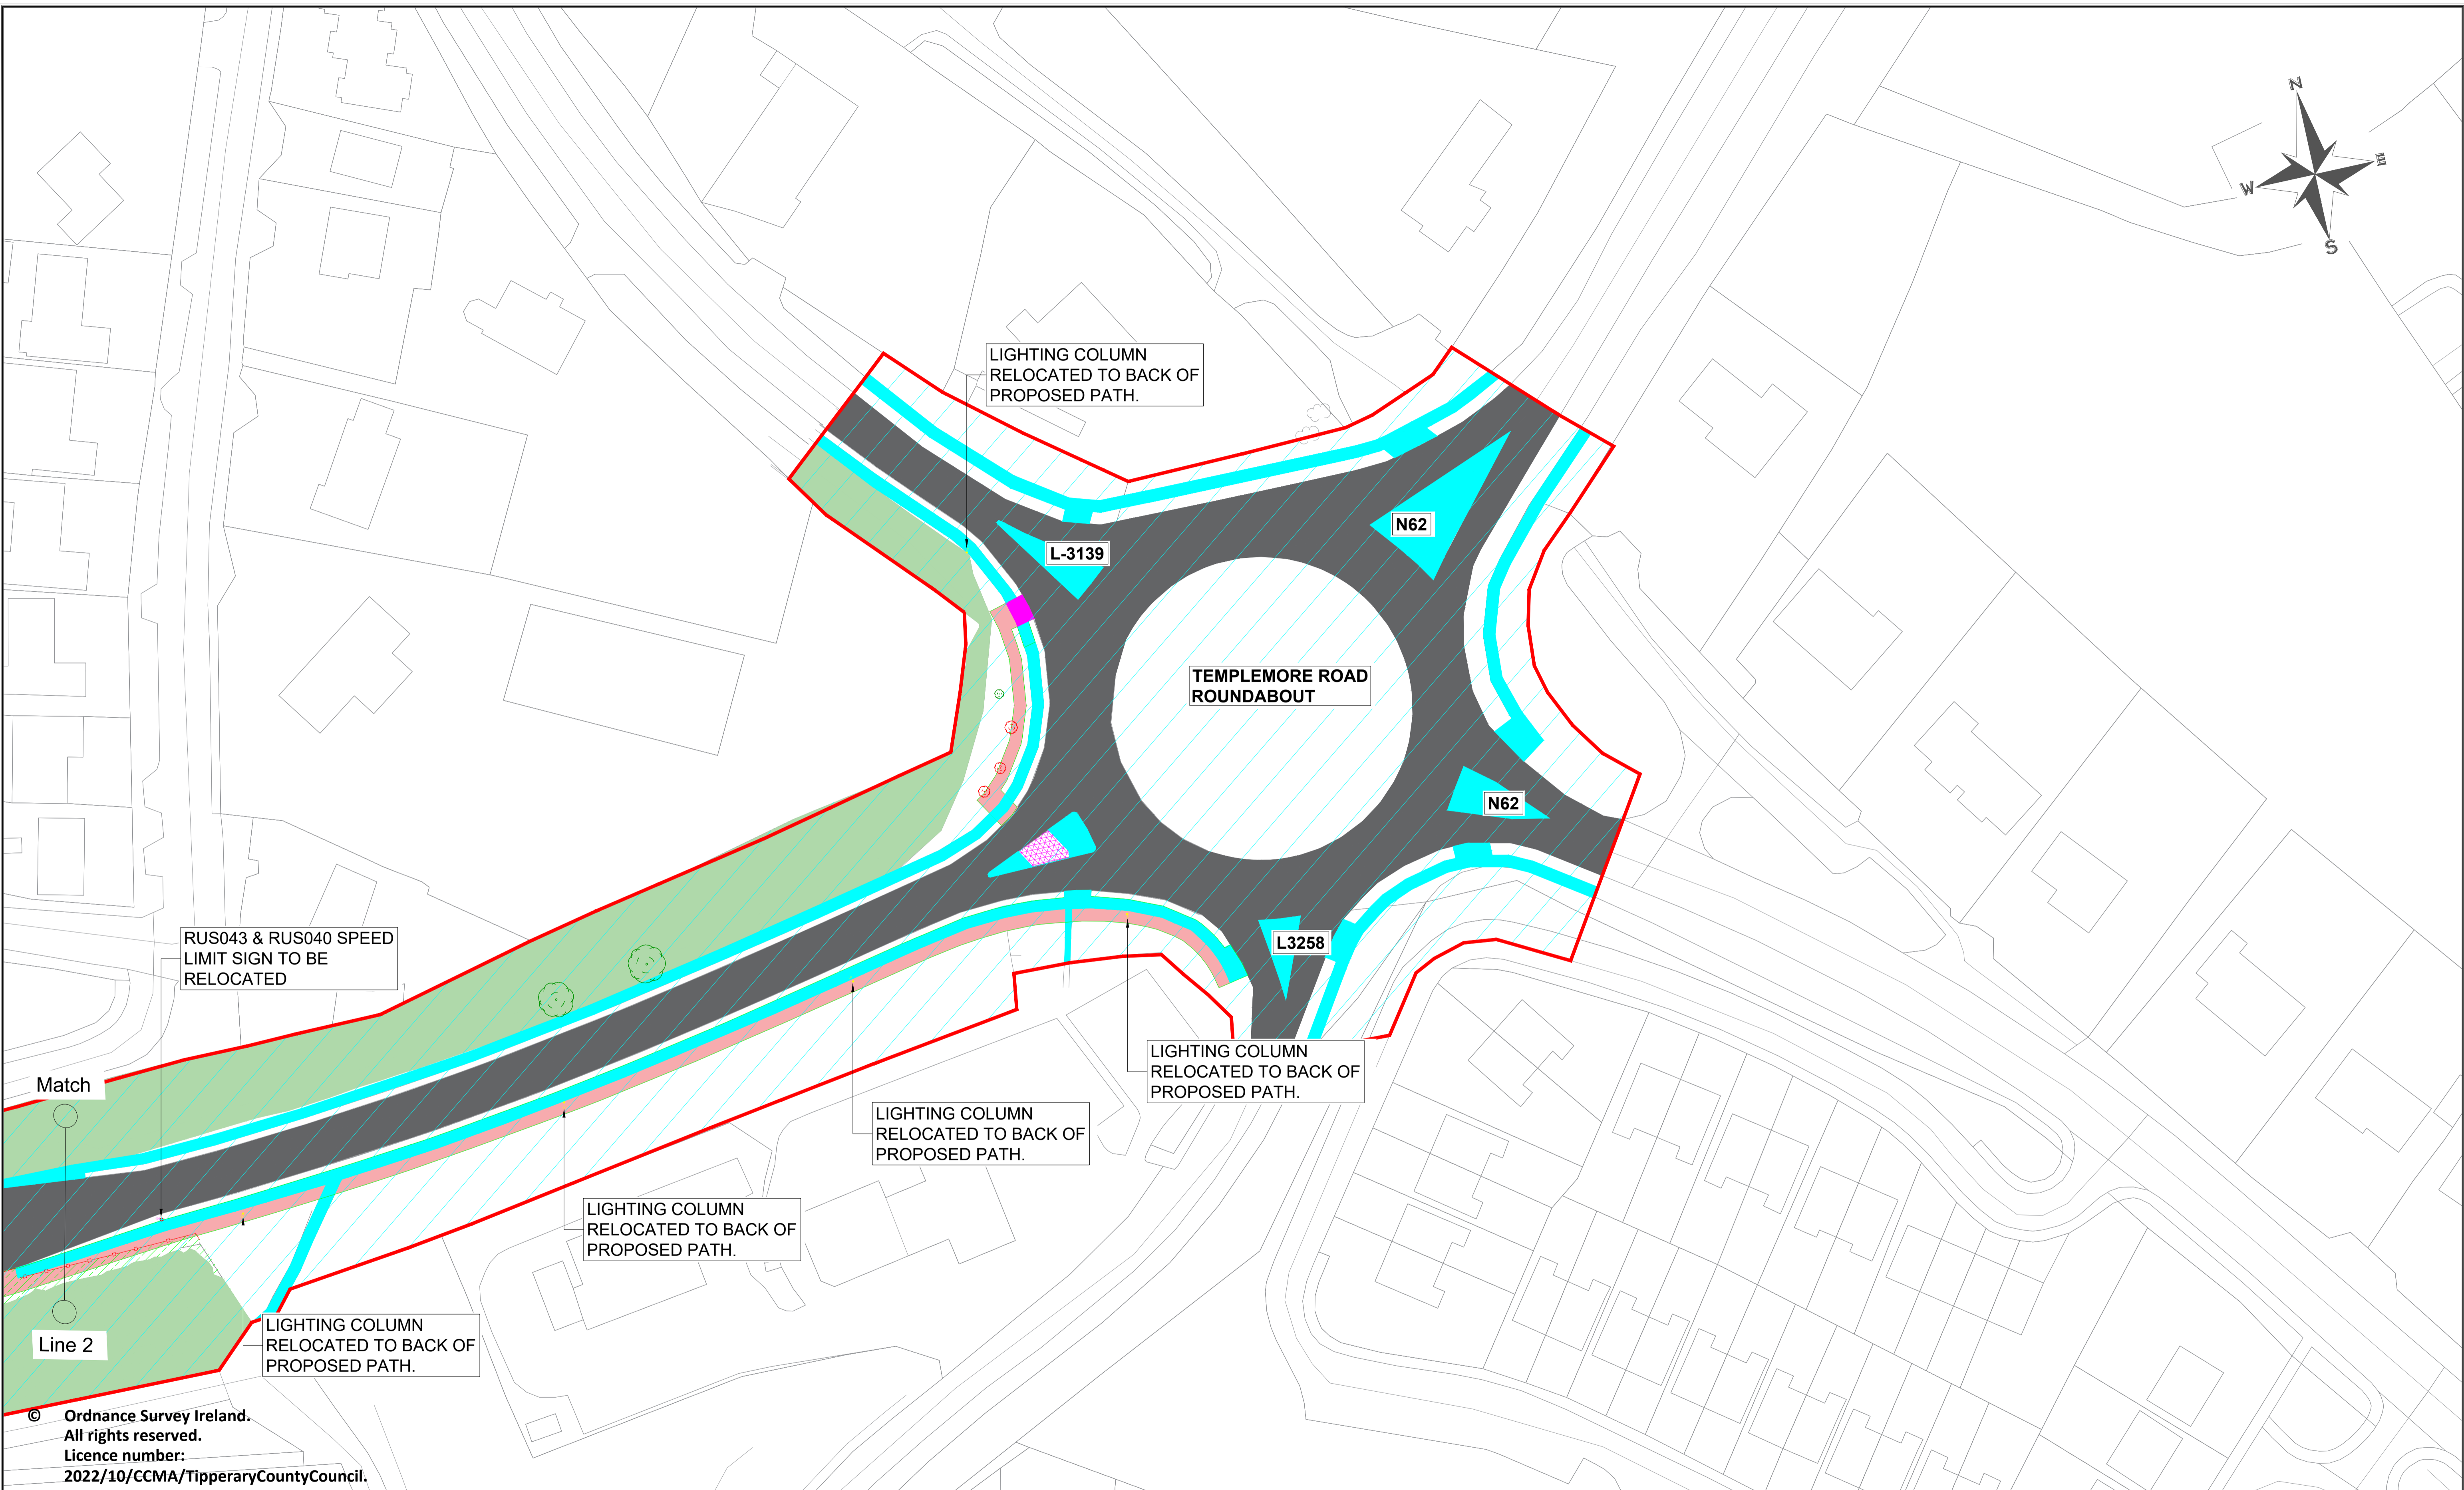 N
E
W
S
LIGHTING COLUMN
RELOCATED TO BACK OF
PROPOSED PATH.
N62
L-3139
TEMPLEMORE ROAD
ROUNDABOUT
N62
RUS043 & RUS040 SPEED
LIMIT SIGN TO BE
RELOCATED
L3258
LIGHTING COLUMN
RELOCATED TO BACK OF
PROPOSED PATH.
Match
LIGHTING COLUMN
RELOCATED TO BACK OF
PROPOSED PATH.
LIGHTING COLUMN
RELOCATED TO BACK OF
PROPOSED PATH.
Line 2
LIGHTING COLUMN
RELOCATED TO BACK OF
PROPOSED PATH.
© Ordnance Survey Ireland.
All rights reserved.
Licence number:
2022/10/CCMA/TipperaryCountyCouncil.